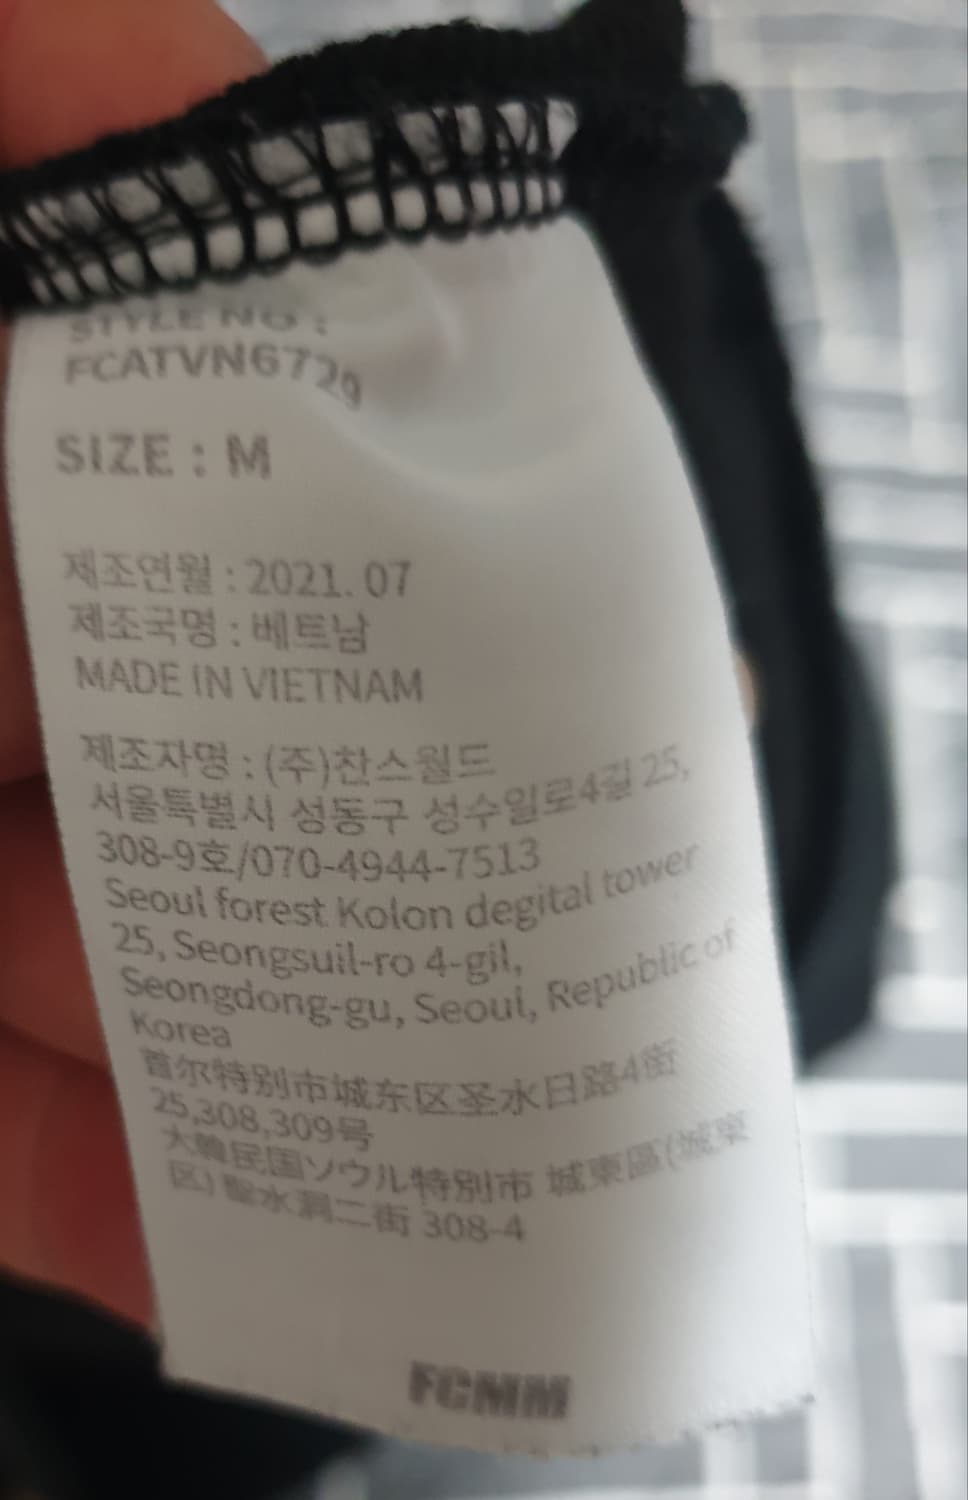 STYLE NO :
FCATVN6729
SIZE : M
제조연월 : 2021. 07
제조국명 : 베트남
MADE IN VIETNAM
제조자명 : (주)찬스월드
서울특별시 성동구 성수일로4길 25,
308-9호/070-4944-7513
Seoul forest Kolon degital tower
25, Seongsuil-ro 4-gil,
Seongdong-gu, Seoul, Republic of
Korea
首尔特别市城东区圣水日路4街
25,308,309号
大韓民国ソウル特別市 城東區(城東
区) 聖水洞二街 308-4
FCMM